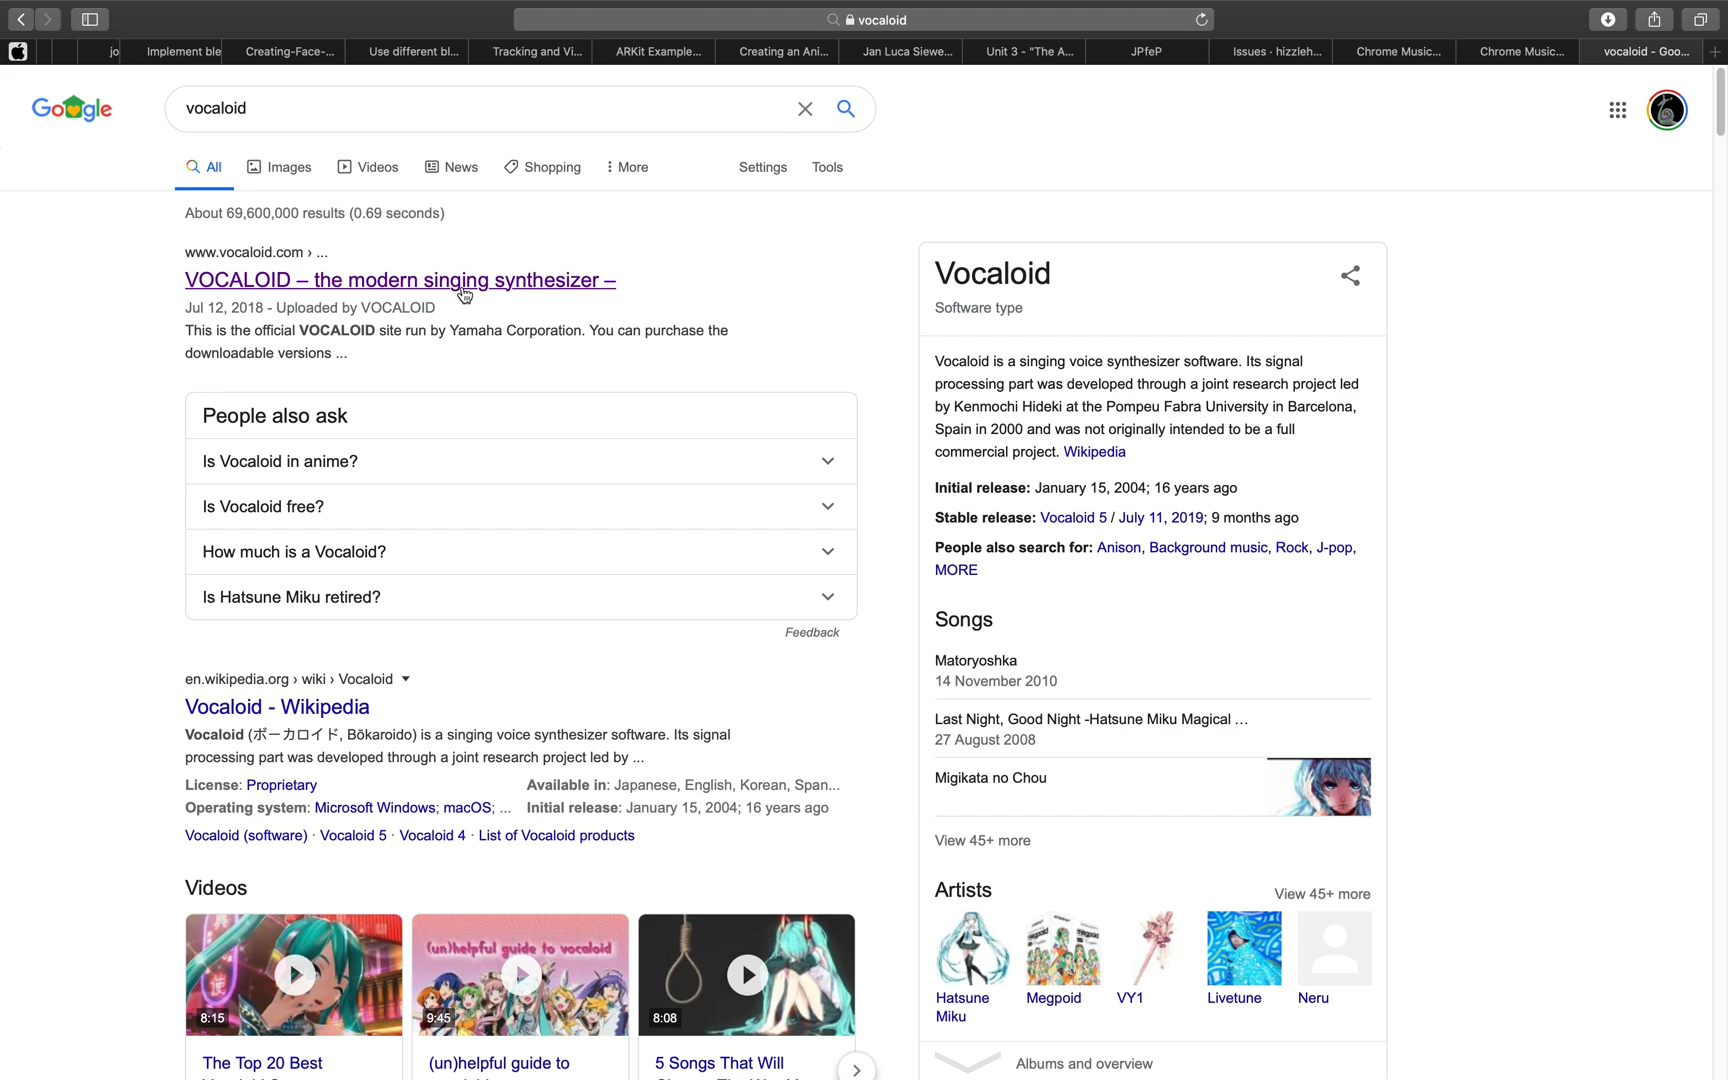 vocaloid
jo
Implement ble
Creating-Face-...
Use different bl...
Tracking and Vi...
ARKit Example...
Creating an Ani...
Jan Luca Siewe...
Unit 3 - "The A...
JPfeP
Issues · hizzleh...
Chrome Music...
Chrome Music...
vocaloid - Goo...
Google
vocaloid
All
Images
Videos
News
Shopping
More
Settings
Tools
About 69,600,000 results (0.69 seconds)
www.vocaloid.com › ...
VOCALOID – the modern singing synthesizer –
Jul 12, 2018 - Uploaded by VOCALOID
This is the official VOCALOID site run by Yamaha Corporation. You can purchase the
downloadable versions ...
People also ask
Is Vocaloid in anime?
Is Vocaloid free?
How much is a Vocaloid?
Is Hatsune Miku retired?
Feedback
en.wikipedia.org › wiki › Vocaloid
Vocaloid - Wikipedia
Vocaloid (ボーカロイド, Bōkaroido) is a singing voice synthesizer software. Its signal
processing part was developed through a joint research project led by ...
License: Proprietary
Available in: Japanese, English, Korean, Span...
Operating system: Microsoft Windows; macOS; ...
Initial release: January 15, 2004; 16 years ago
Vocaloid (software) · Vocaloid 5 · Vocaloid 4 · List of Vocaloid products
Videos
8:15
(un)helpful guide to vocaloid
9:45
8:08
The Top 20 Best
(un)helpful guide to
5 Songs That Will
Vocaloid
Software type
Vocaloid is a singing voice synthesizer software. Its signal
processing part was developed through a joint research project led
by Kenmochi Hideki at the Pompeu Fabra University in Barcelona,
Spain in 2000 and was not originally intended to be a full
commercial project. Wikipedia
Initial release: January 15, 2004; 16 years ago
Stable release: Vocaloid 5 / July 11, 2019; 9 months ago
People also search for: Anison, Background music, Rock, J-pop,
MORE
Songs
Matoryoshka
14 November 2010
Last Night, Good Night -Hatsune Miku Magical ...
27 August 2008
Migikata no Chou
View 45+ more
Artists
View 45+ more
Hatsune
Miku
Megpoid
VY1
Livetune
Neru
Albums and overview